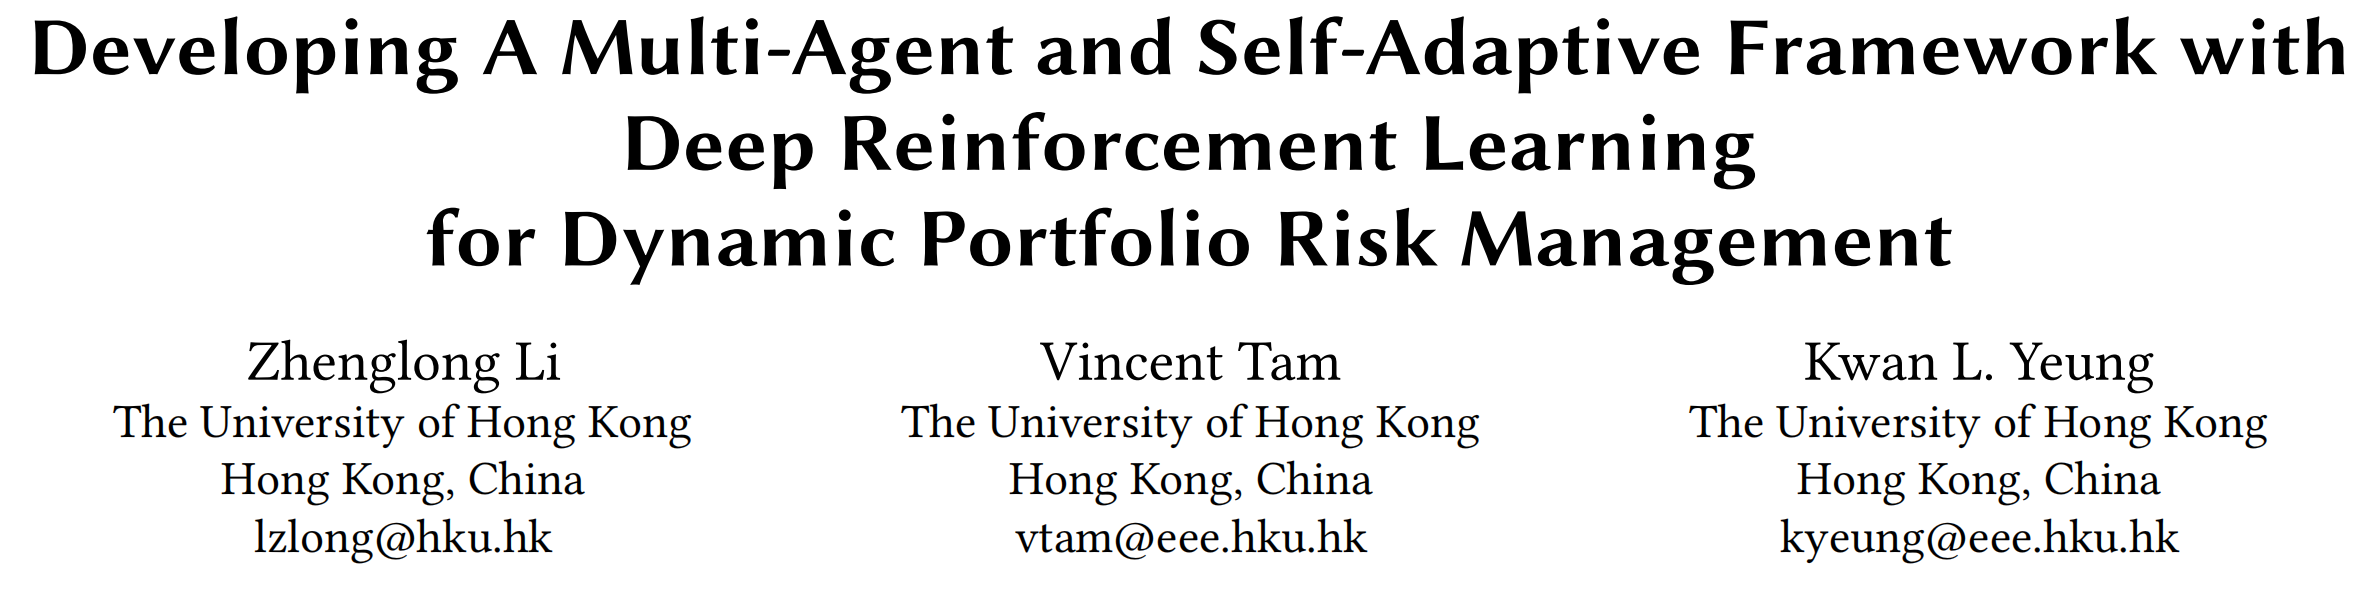 Developing A Multi-Agent and Self-Adaptive Framework with
Deep Reinforcement Learning
for Dynamic Portfolio Risk Management
Zhenglong Li
The University of Hong Kong
Hong Kong, China
lzlong@hku.hk
Vincent Tam
The University of Hong Kong
Hong Kong, China
vtam@eee.hku.hk
Kwan L. Yeung
The University of Hong Kong
Hong Kong, China
kyeung@eee.hku.hk